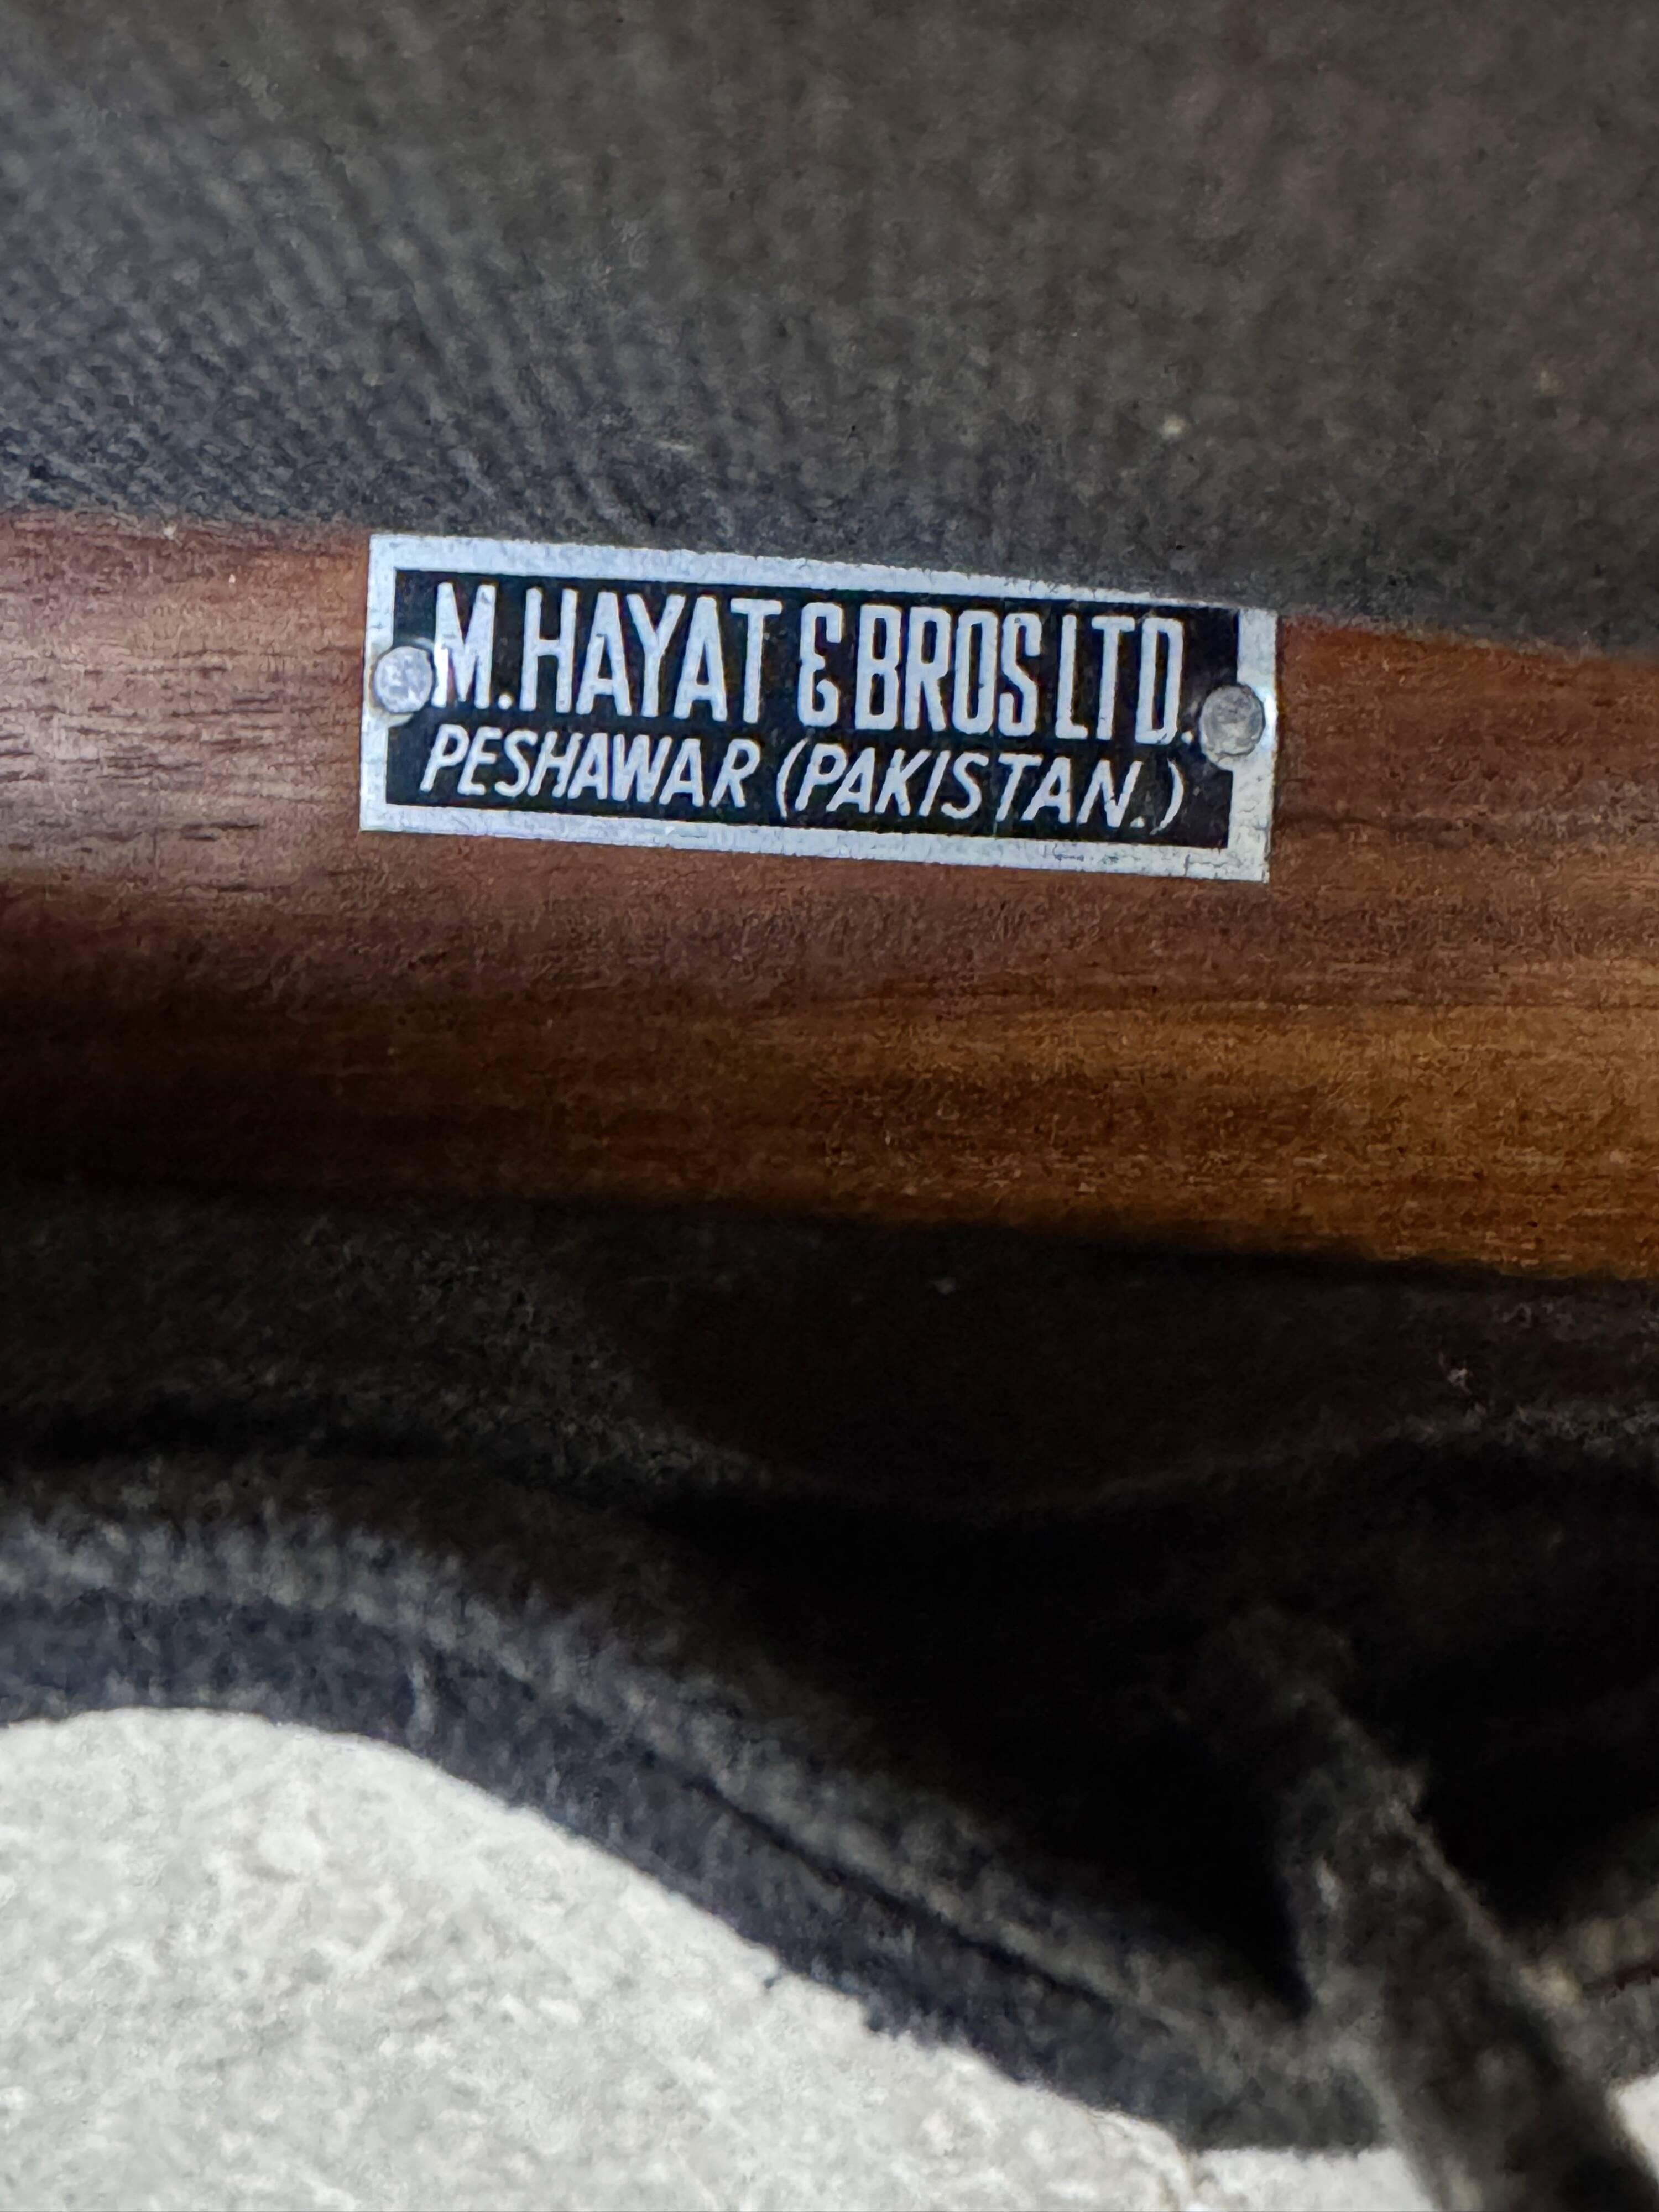 M.HAYAT & BROS LTD.
PESHAWAR (PAKISTAN.)